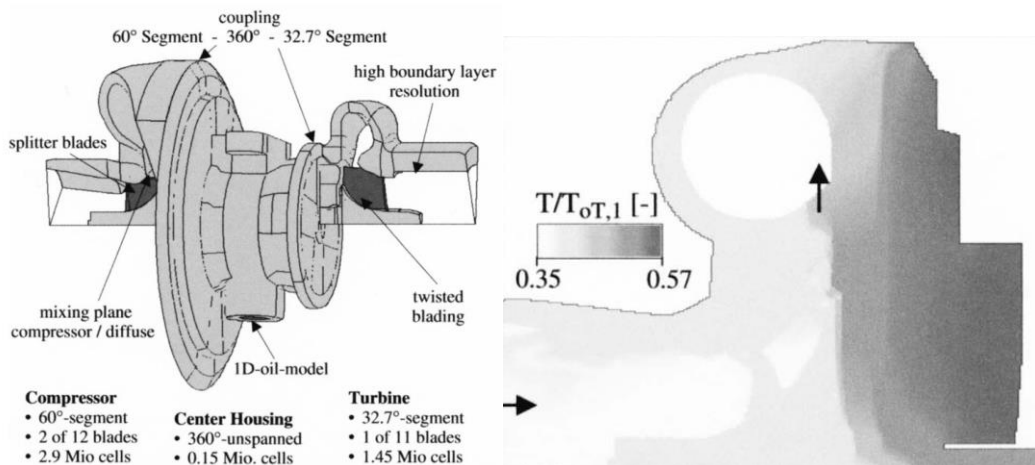 coupling
60° Segment - 360° - 32.7° Segment
high boundary layer
resolution
splitter blades
mixing plane
compressor / diffuse
twisted
blading
1D-oil-model
Compressor
• 60°-segment
• 2 of 12 blades
• 2.9 Mio cells
Center Housing
• 360°-unspanned
• 0.15 Mio. cells
Turbine
• 32.7°-segment
• 1 of 11 blades
• 1.45 Mio cells
T/ToT,1 [-]
0.35 0.57